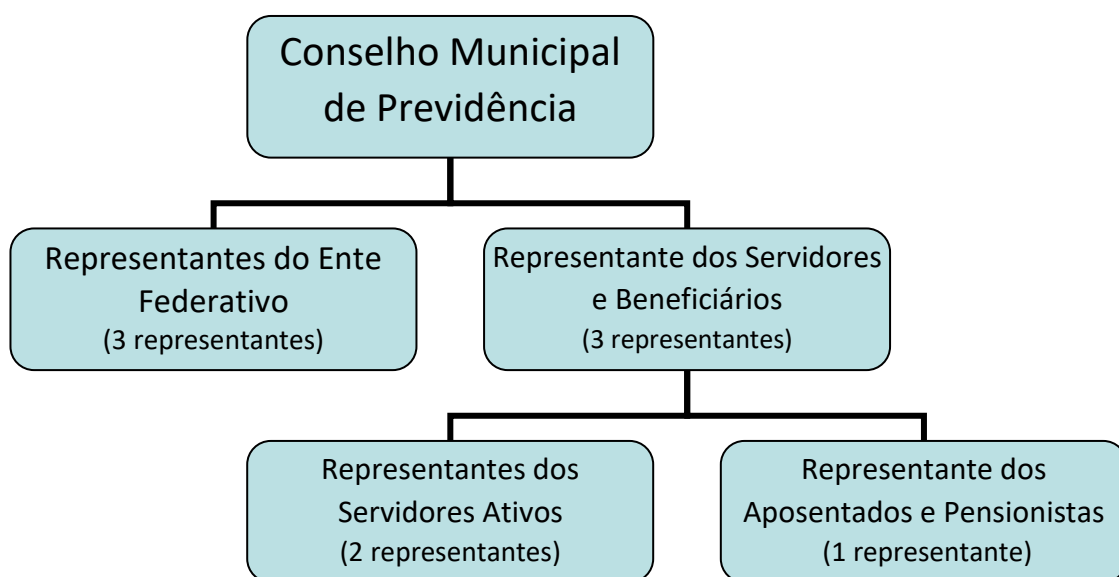 Conselho Municipal
de Previdência
Representantes do Ente
Federativo
(3 representantes)
Representante dos Servidores
e Beneficiários
(3 representantes)
Representantes dos
Servidores Ativos
(2 representantes)
Representante dos
Aposentados e Pensionistas
(1 representante)